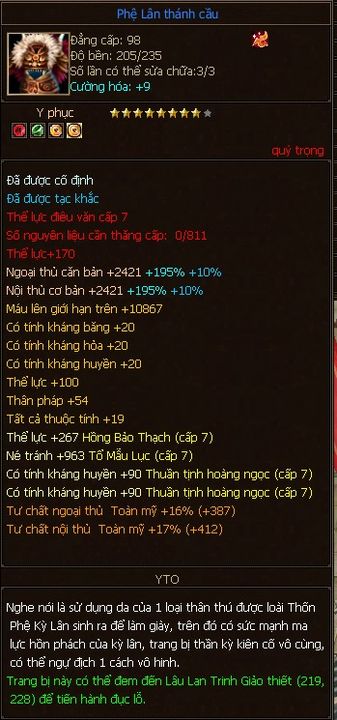 Phệ Lân thánh cầu
Đẳng cấp: 98
Độ bền: 205/235
Số lần có thể sửa chữa:3/3
Cường hóa: +9
Y phục
quý trọng
Đã được cố định
Đã được tạc khắc
Thể lực điêu văn cấp 7
Số nguyên liệu cần thăng cấp: 0/811
Thể lực+170
Ngoại thủ căn bản +2421 +195% +10%
Nội thủ cơ bản +2421 +195% +10%
Máu lên giới hạn trên +10867
Có tính kháng băng +20
Có tính kháng hỏa +20
Có tính kháng huyền +20
Thể lực +100
Thân pháp +54
Tất cả thuộc tính +19
Thể lực +267 Hồng Bảo Thạch (cấp 7)
Né tránh +963 Tổ Mẫu Lục (cấp 7)
Có tính kháng huyền +90 Thuần tịnh hoàng ngọc (cấp 7)
Có tính kháng huyền +90 Thuần tịnh hoàng ngọc (cấp 7)
Tư chất ngoại thủ Toàn mỹ +16% (+387)
Tư chất nội thủ Toàn mỹ +17% (+412)
YTO
Nghe nói là sử dụng da của 1 loại thân thú được loài Thốn
Phệ Kỳ Lân sinh ra để làm giày, trên đó có sức mạnh ma
lực hồn phách của kỳ lân, trang bị thần kỳ kiên cố vô cùng,
có thể ngự địch 1 cách vô hinh.
Trang bị này có thể đem đến Lâu Lan Trinh Giảo thiết (219,
228) để tiến hành đục lỗ.